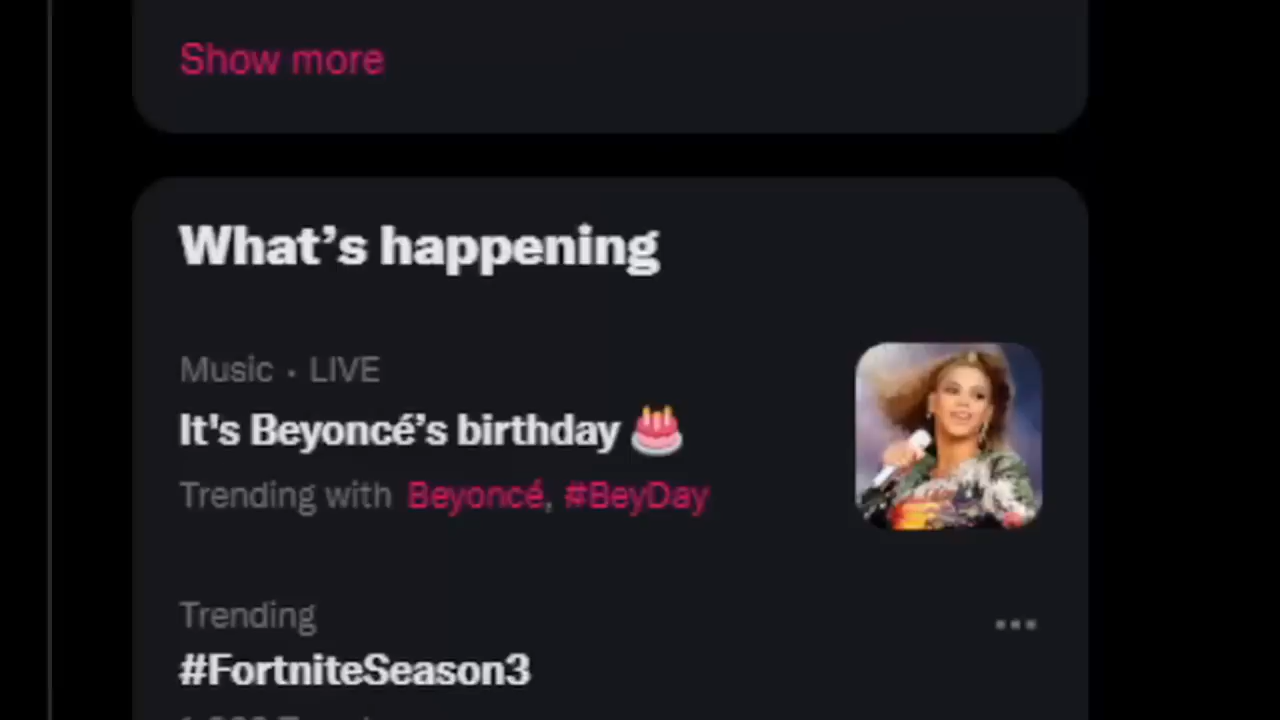 Show more
What’s happening
Music · LIVE
It's Beyoncé’s birthday 🎂
Trending with Beyoncé, #BeyDay
Trending
#FortniteSeason3